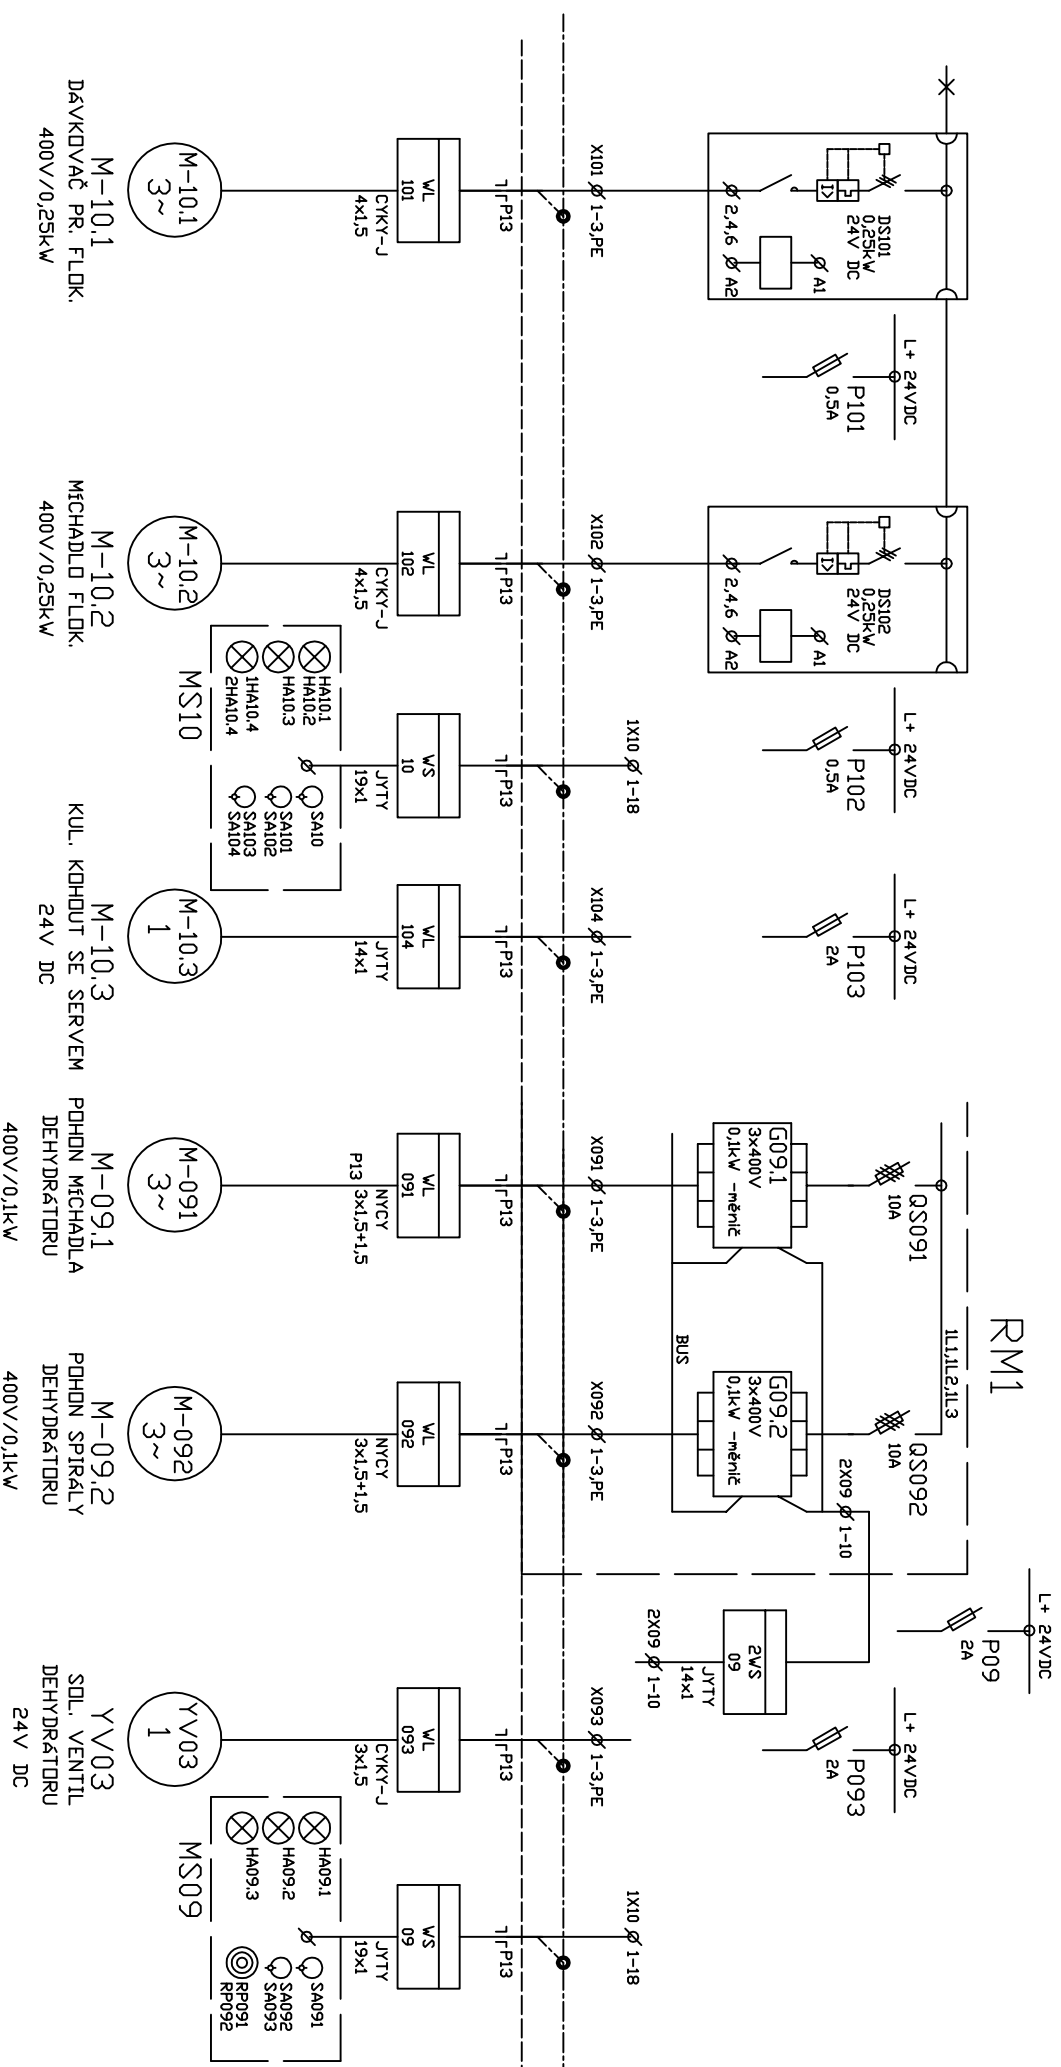 RM1
1L1,1L2,1L3
DS101
0,25kW
24V DC
A1
2,4,6
A2
L+ 24VDC
P101
0,5A
DS102
0,25kW
24V DC
A1
2,4,6
A2
L+ 24VDC
P102
0,5A
L+ 24VDC
P103
2A
QS091
10A
G09.1
3x400V
0,1kW -měnič
BUS
QS092
10A
G09.2
3x400V
0,1kW -měnič
2X09
1-10
L+ 24VDC
P09
2A
2WS
09
JYTY
14x1
2X09
1-10
L+ 24VDC
P093
2A
X101
1-3,PE
X102
1-3,PE
1X10
1-18
X104
1-3,PE
X091
1-3,PE
X092
1-3,PE
X093
1-3,PE
1X10
1-18
P13
P13
P13
P13
P13
P13
P13
P13
WL
101
CYKY-J
4x1,5
WL
102
CYKY-J
4x1,5
WS
10
JYTY
19x1
WL
104
JYTY
14x1
WL
091
NYCY
P13 3x1,5+1,5
WL
092
NYCY
3x1,5+1,5
WL
093
CYKY-J
3x1,5
WS
09
JYTY
19x1
HA10.1
HA10.2
HA10.3
1HA10.4
2HA10.4
SA10
SA101
SA102
SA103
SA104
MS10
HA09.1
HA09.2
HA09.3
SA091
SA092
SA093
RP091
RP092
MS09
M-10.1
3~
M-10.2
3~
M-10.3
1
M-091
3~
M-092
3~
YV03
1
M-10.1
DÁVKOVAČ PR. FLOK.
400V/0,25kW
M-10.2
MÍCHADLO FLOK.
400V/0,25kW
M-10.3
KUL. KOHOUT SE SERVEM
24V DC
M-09.1
POHON MÍCHADLA
DEHYDRÁTORU
400V/0,1kW
M-09.2
POHON SPIRÁLY
DEHYDRÁTORU
400V/0,1kW
YV03
SOL. VENTIL
DEHYDRÁTORU
24V DC